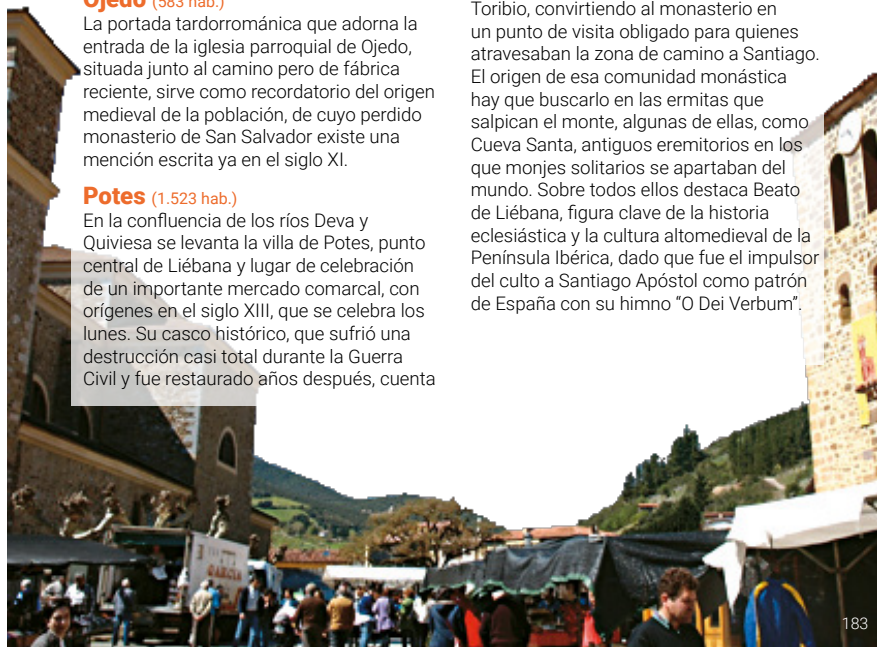 Ojedo (583 hab.)
La portada tardorrománica que adorna la
entrada de la iglesia parroquial de Ojedo,
situada junto al camino pero de fábrica
reciente, sirve como recordatorio del origen
medieval de la población, de cuyo perdido
monasterio de San Salvador existe una
mención escrita ya en el siglo XI.
Potes (1.523 hab.)
En la confluencia de los ríos Deva y
Quiviesa se levanta la villa de Potes, punto
central de Liébana y lugar de celebración
de un importante mercado comarcal, con
orígenes en el siglo XIII, que se celebra los
lunes. Su casco histórico, que sufrió una
destrucción casi total durante la Guerra
Civil y fue restaurado años después, cuenta
Toribio, convirtiendo al monasterio en
un punto de visita obligado para quienes
atravesaban la zona de camino a Santiago.
El origen de esa comunidad monástica
hay que buscarlo en las ermitas que
salpican el monte, algunas de ellas, como
Cueva Santa, antiguos eremitorios en los
que monjes solitarios se apartaban del
mundo. Sobre todos ellos destaca Beato
de Liébana, figura clave de la historia
eclesiástica y la cultura altomedieval de la
Península Ibérica, dado que fue el impulsor
del culto a Santiago Apóstol como patrón
de España con su himno “O Dei Verbum”.
GARCIA
183